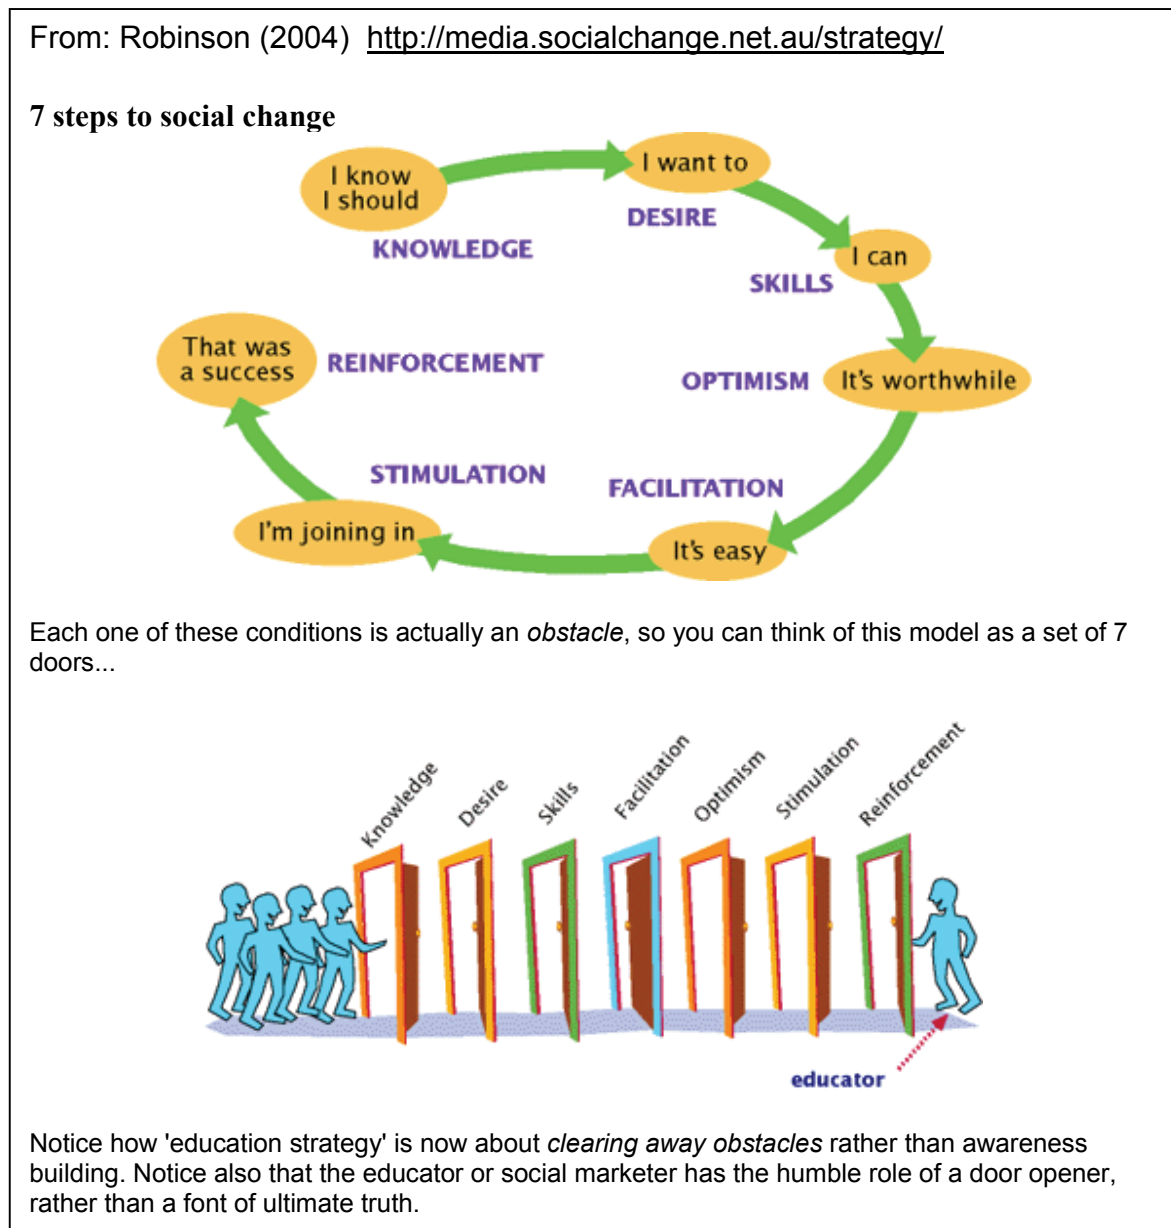 From: Robinson (2004) http://media.socialchange.net.au/strategy/
7 steps to social change
I know
I should
KNOWLEDGE
I want to
DESIRE
I can
SKILLS
It's worthwhile
OPTIMISM
It's easy
FACILITATION
I'm joining in
STIMULATION
That was
a success
REINFORCEMENT
Each one of these conditions is actually an obstacle, so you can think of this model as a set of 7
doors...
Knowledge
Desire
Skills
Facilitation
Optimism
Stimulation
Reinforcement
educator
Notice how 'education strategy' is now about clearing away obstacles rather than awareness
building. Notice also that the educator or social marketer has the humble role of a door opener,
rather than a font of ultimate truth.